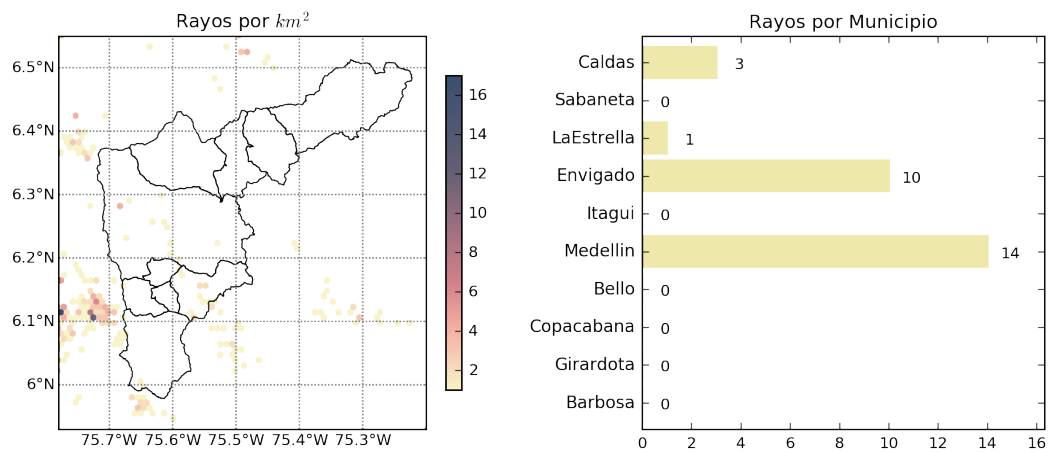 Rayos por km²
6.5°N
6.4°N
6.3°N
6.2°N
6.1°N
6°N
75.7°W 75.6°W 75.5°W 75.4°W 75.3°W
16
14
12
10
8
6
4
2
Rayos por Municipio
Caldas 3
Sabaneta 0
LaEstrella 1
Envigado 10
Itagui 0
Medellin 14
Bello 0
Copacabana 0
Girardota 0
Barbosa 0
0 2 4 6 8 10 12 14 16